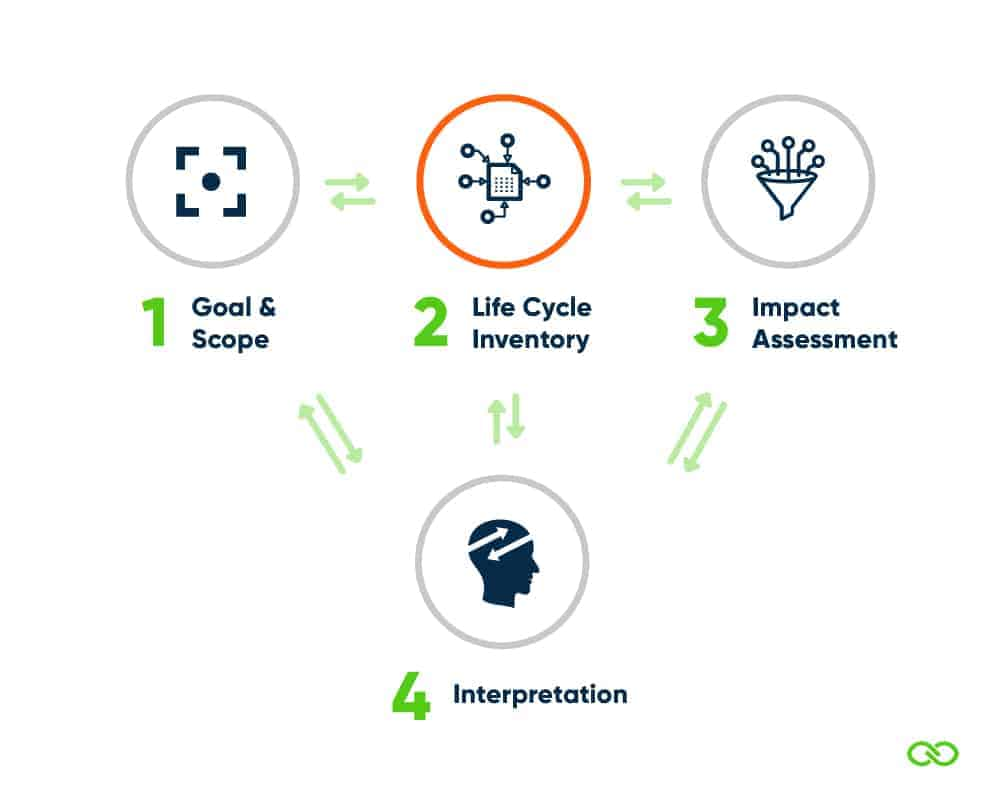 1 Goal &
Scope
2 Life Cycle
Inventory
3 Impact
Assessment
4 Interpretation